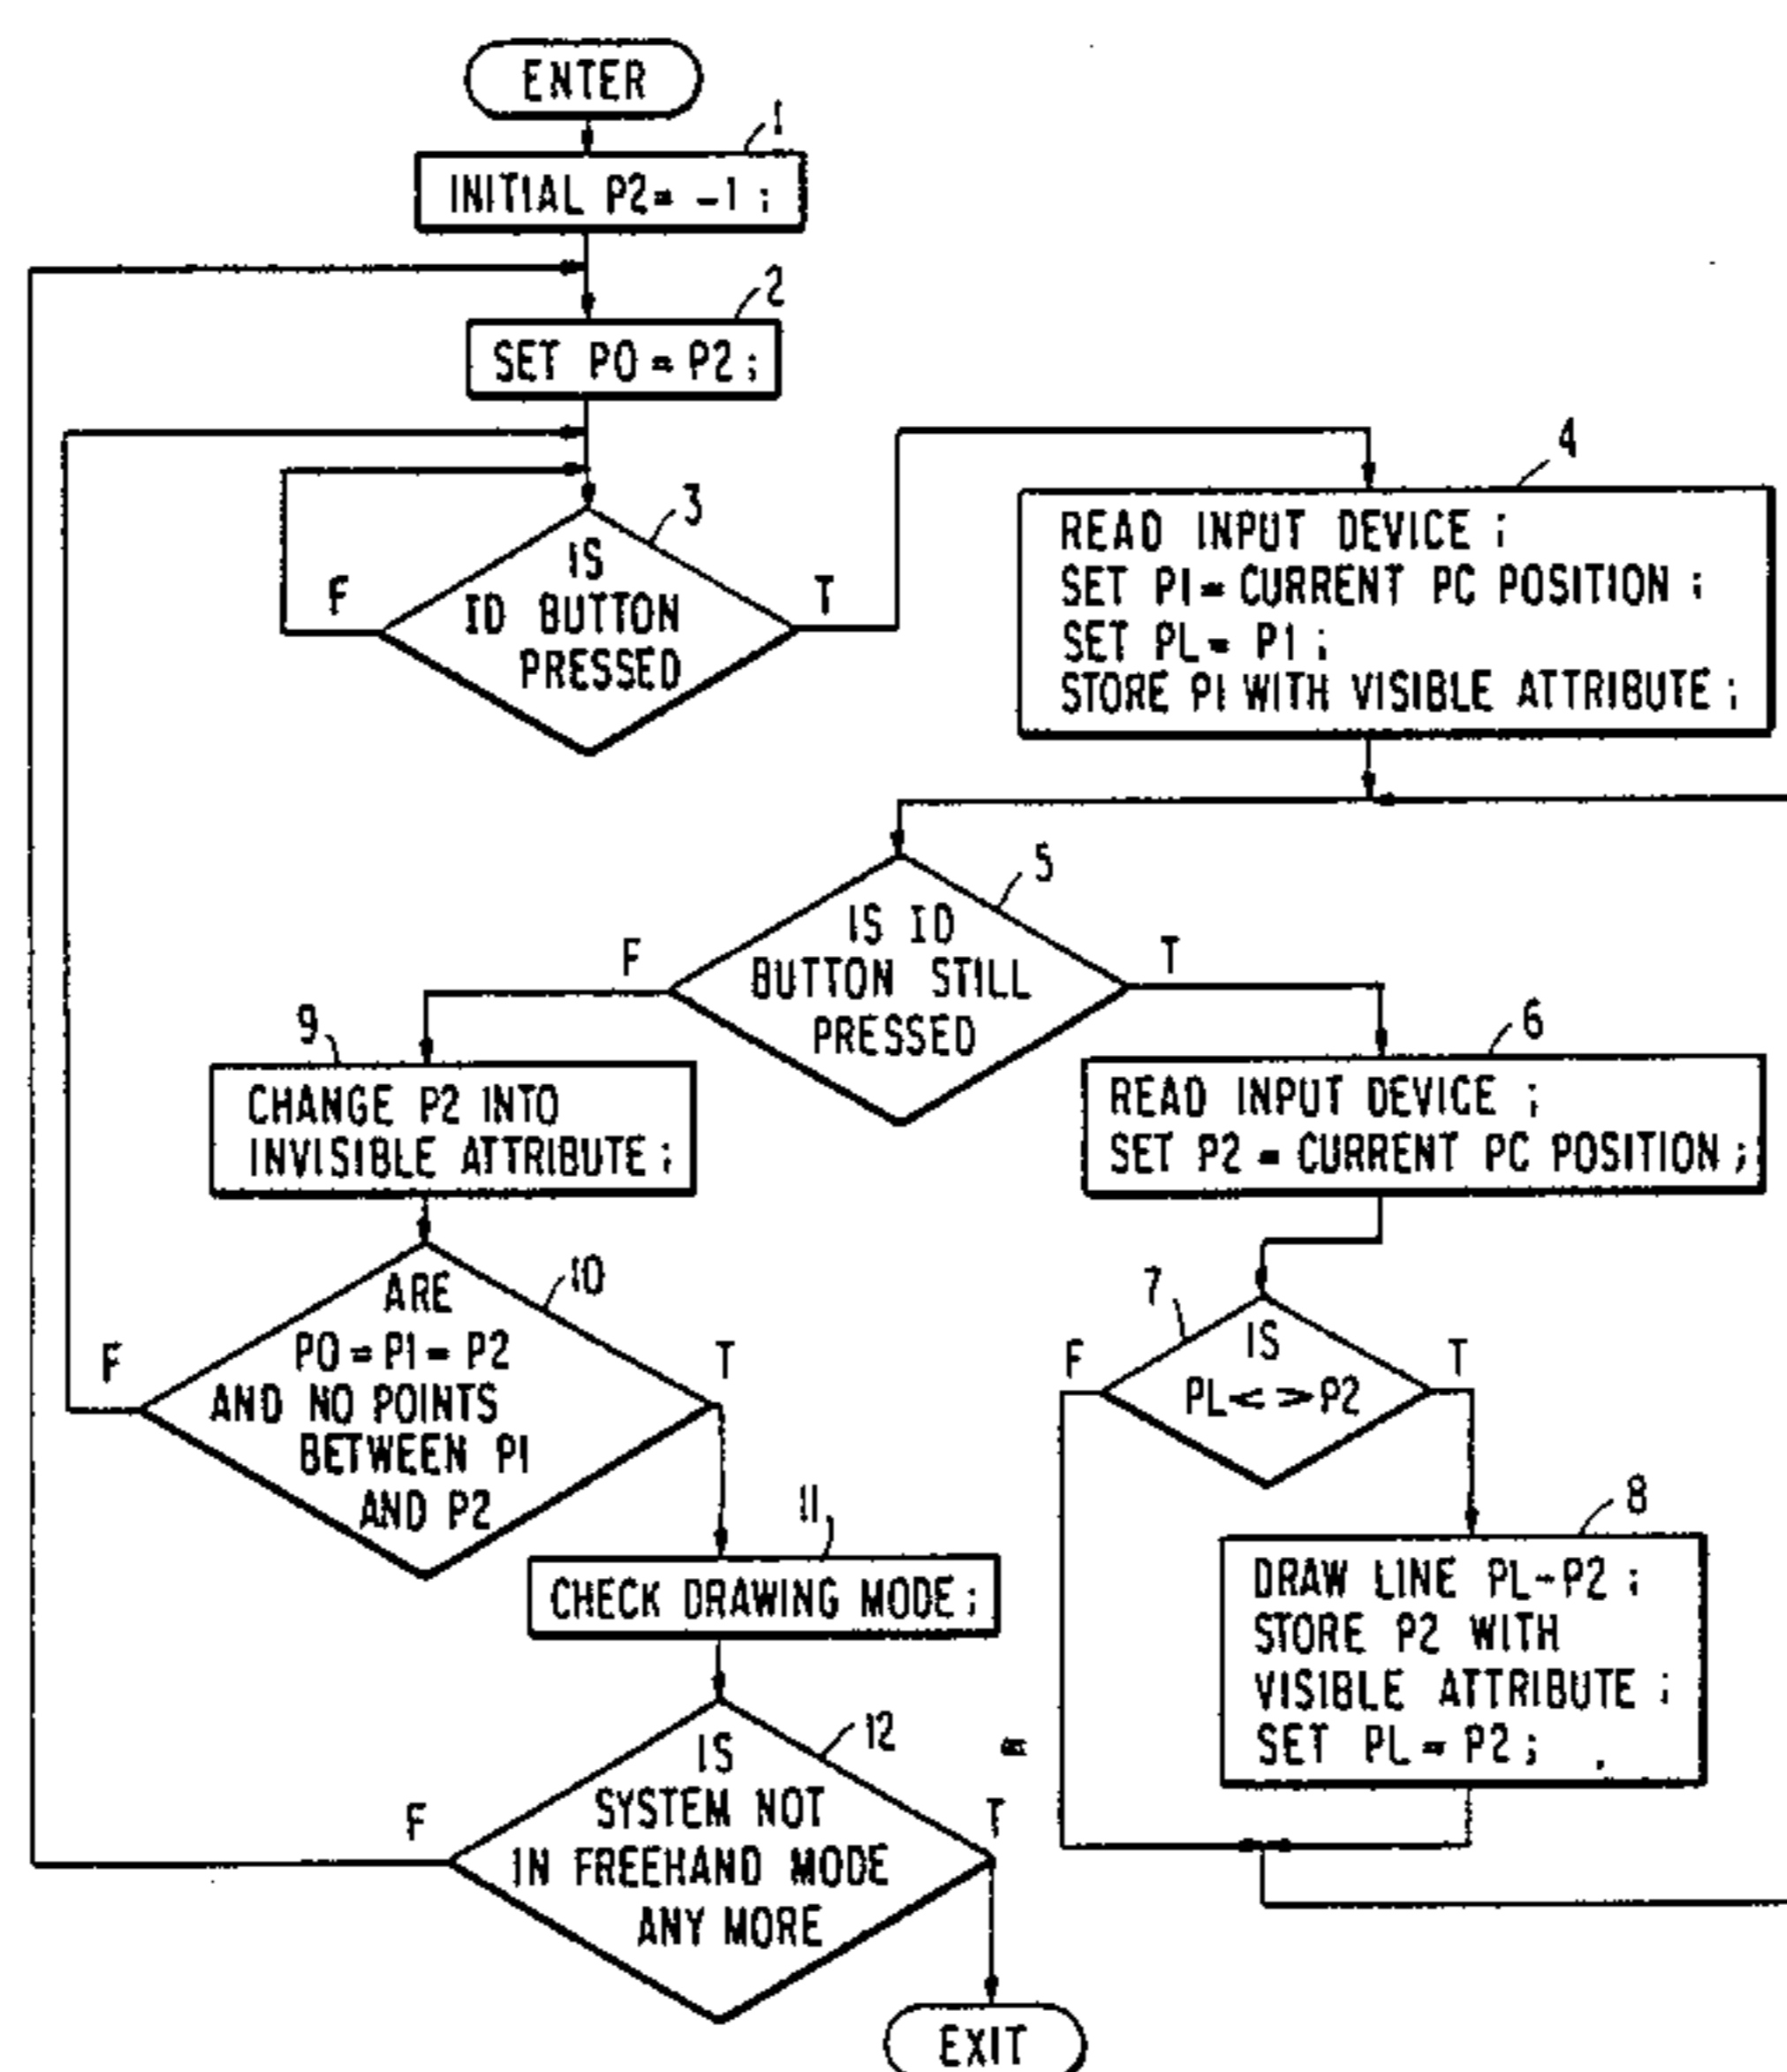 ENTER
1
INITIAL P2 = -1 ;
2
SET P0 = P2 ;
3
IS
ID BUTTON
PRESSED
F
T
4
READ INPUT DEVICE ;
SET P1 = CURRENT PC POSITION ;
SET PL = P1 ;
STORE P1 WITH VISIBLE ATTRIBUTE ;
5
IS ID
BUTTON STILL
PRESSED
F
T
9
CHANGE P2 INTO
INVISIBLE ATTRIBUTE ;
6
READ INPUT DEVICE ;
SET P2 = CURRENT PC POSITION ;
10
ARE
P0 = P1 = P2
AND NO POINTS
BETWEEN P1
AND P2
F
T
7
IS
PL < > P2
F
T
8
DRAW LINE PL-P2 ;
STORE P2 WITH
VISIBLE ATTRIBUTE ;
SET PL = P2 ;
11
CHECK DRAWING MODE ;
12
IS
SYSTEM NOT
IN FREEHAND MODE
ANY MORE
F
T
EXIT